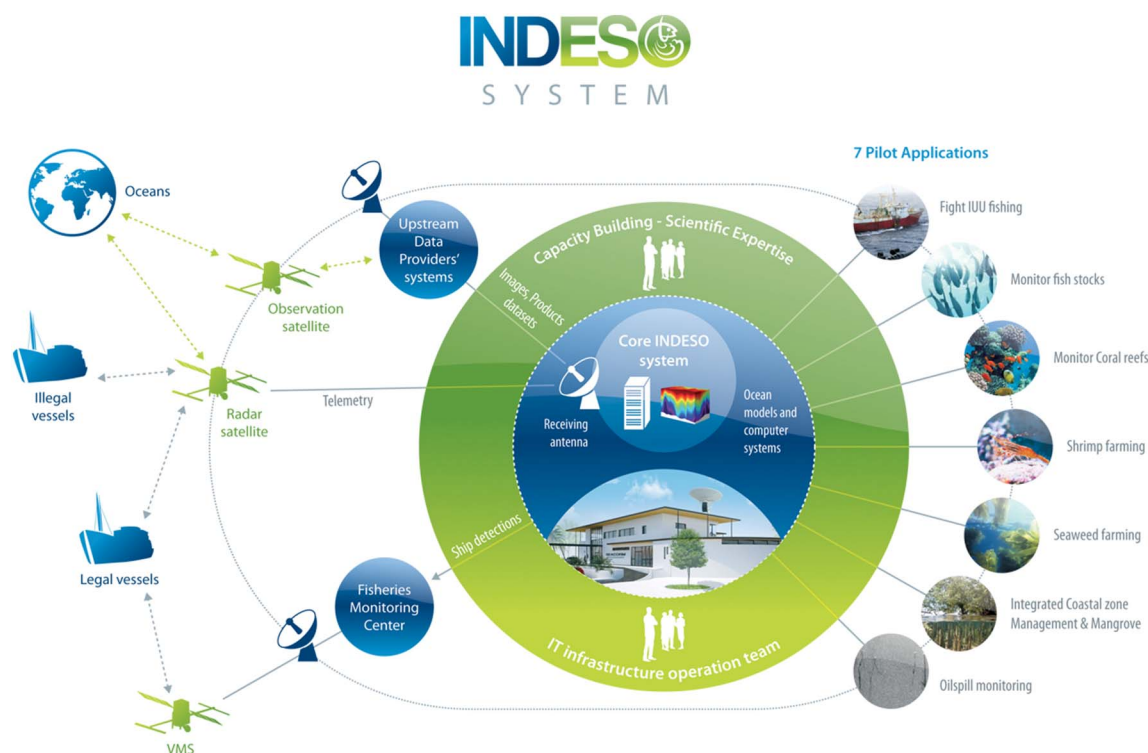 INDESO
SYSTEM
7 Pilot Applications
Oceans
Upstream
Data
Providers'
systems
Observation
satellite
Illegal
vessels
Radar
satellite
Telemetry
Legal vessels
VMS
Fisheries
Monitoring
Center
Capacity Building - Scientific Expertise
Images, Products
datasets
Core INDESO
system
Receiving
antenna
Ocean
models and
computer
systems
Ship detections
IT infrastructure operation team
Fight IUU fishing
Monitor fish stocks
Monitor Coral reefs
Shrimp farming
Seaweed farming
Integrated Coastal zone
Management & Mangrove
Oilspill monitoring